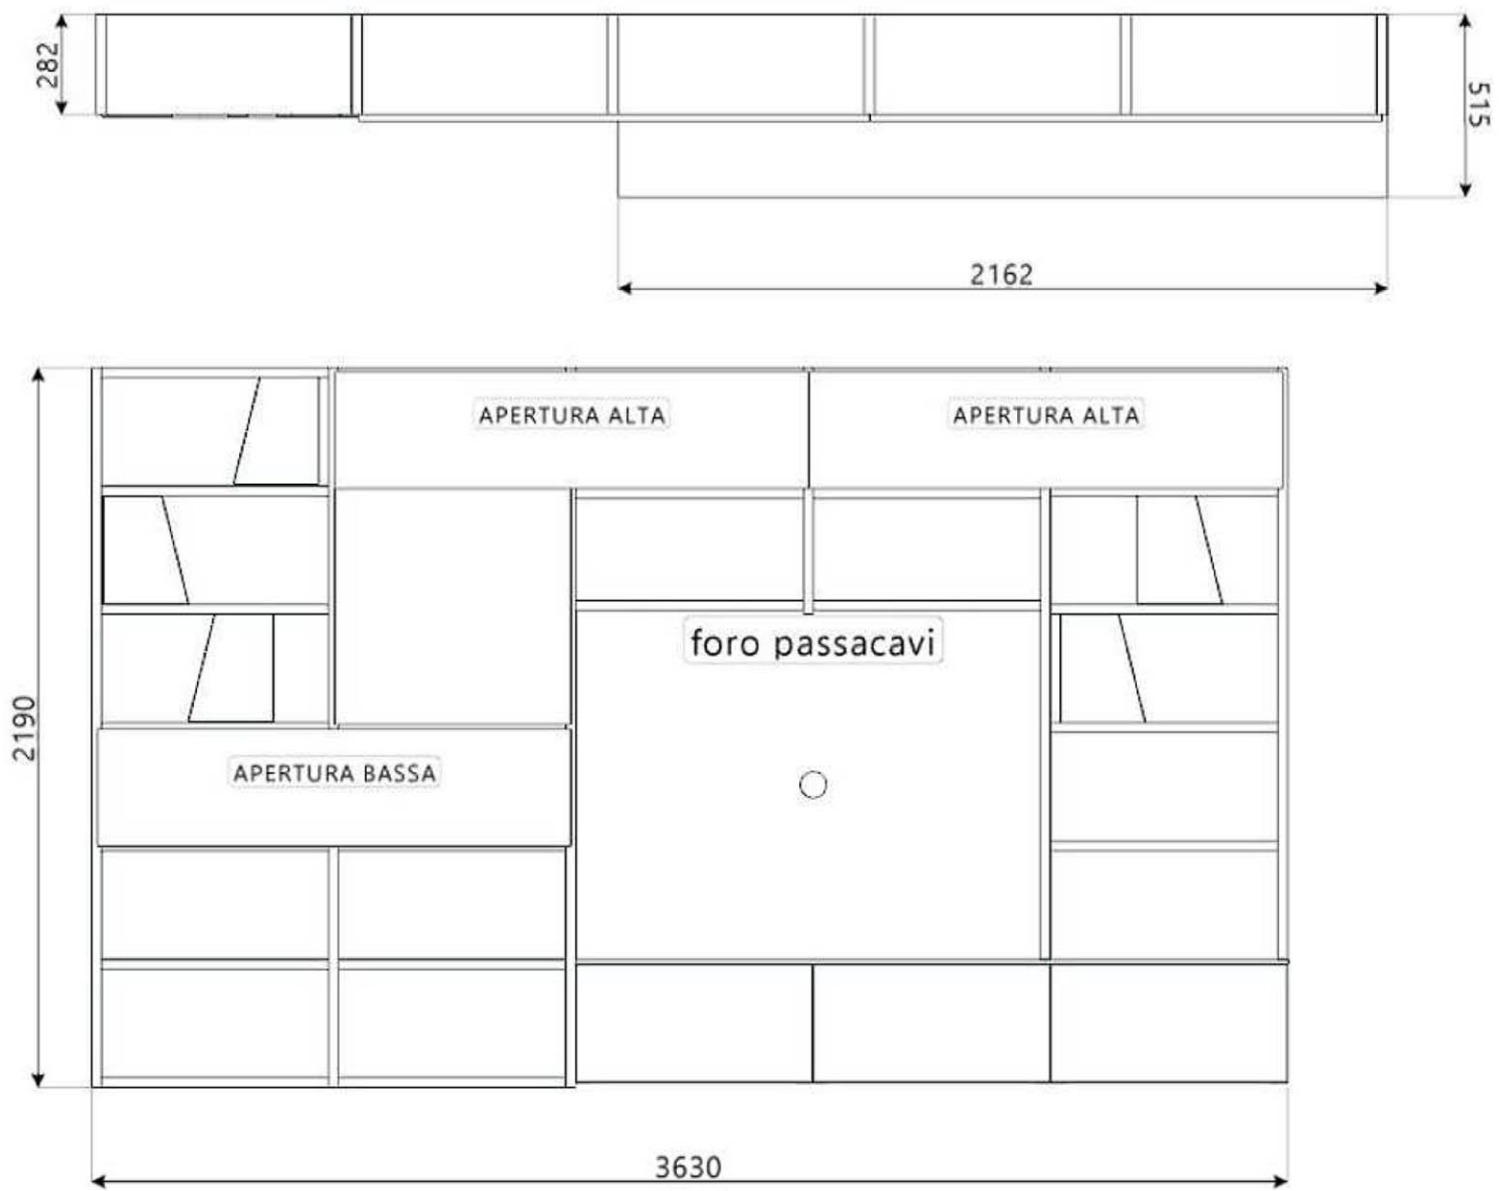 282
515
2162
APERTURA ALTA
APERTURA ALTA
foro passacavi
2190
APERTURA BASSA
3630